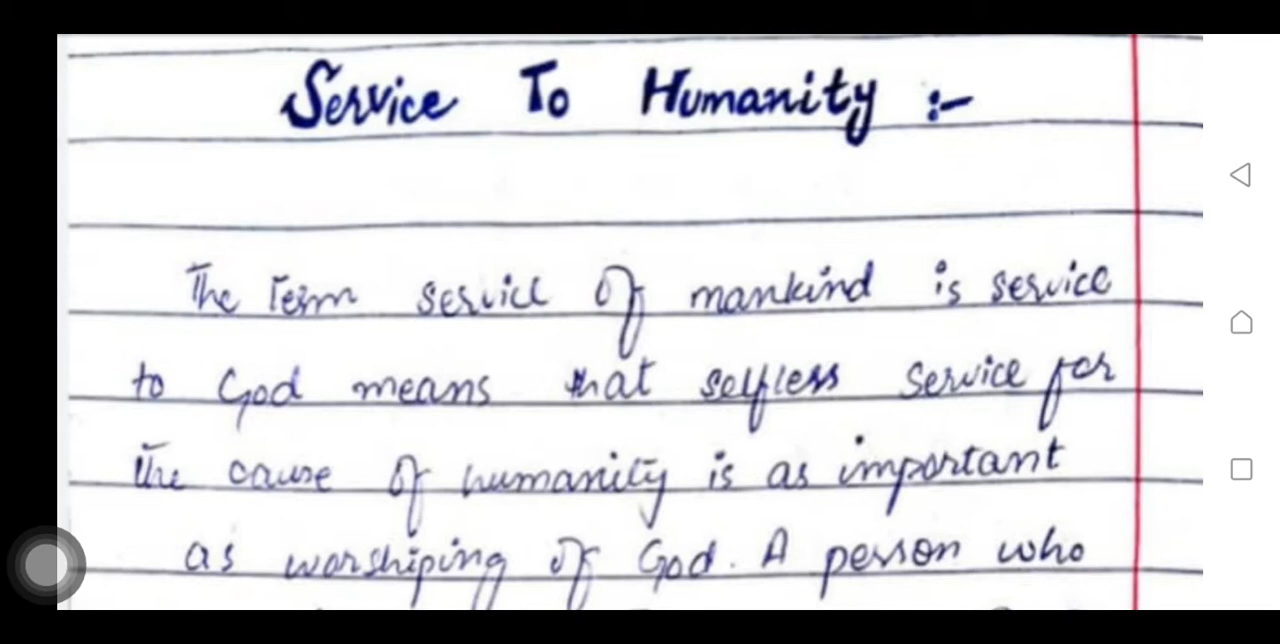 Service To Humanity :-
The Term service of mankind is service
to God means that selfless service for
the cause of humanity is as important
as worshiping of God. A person who